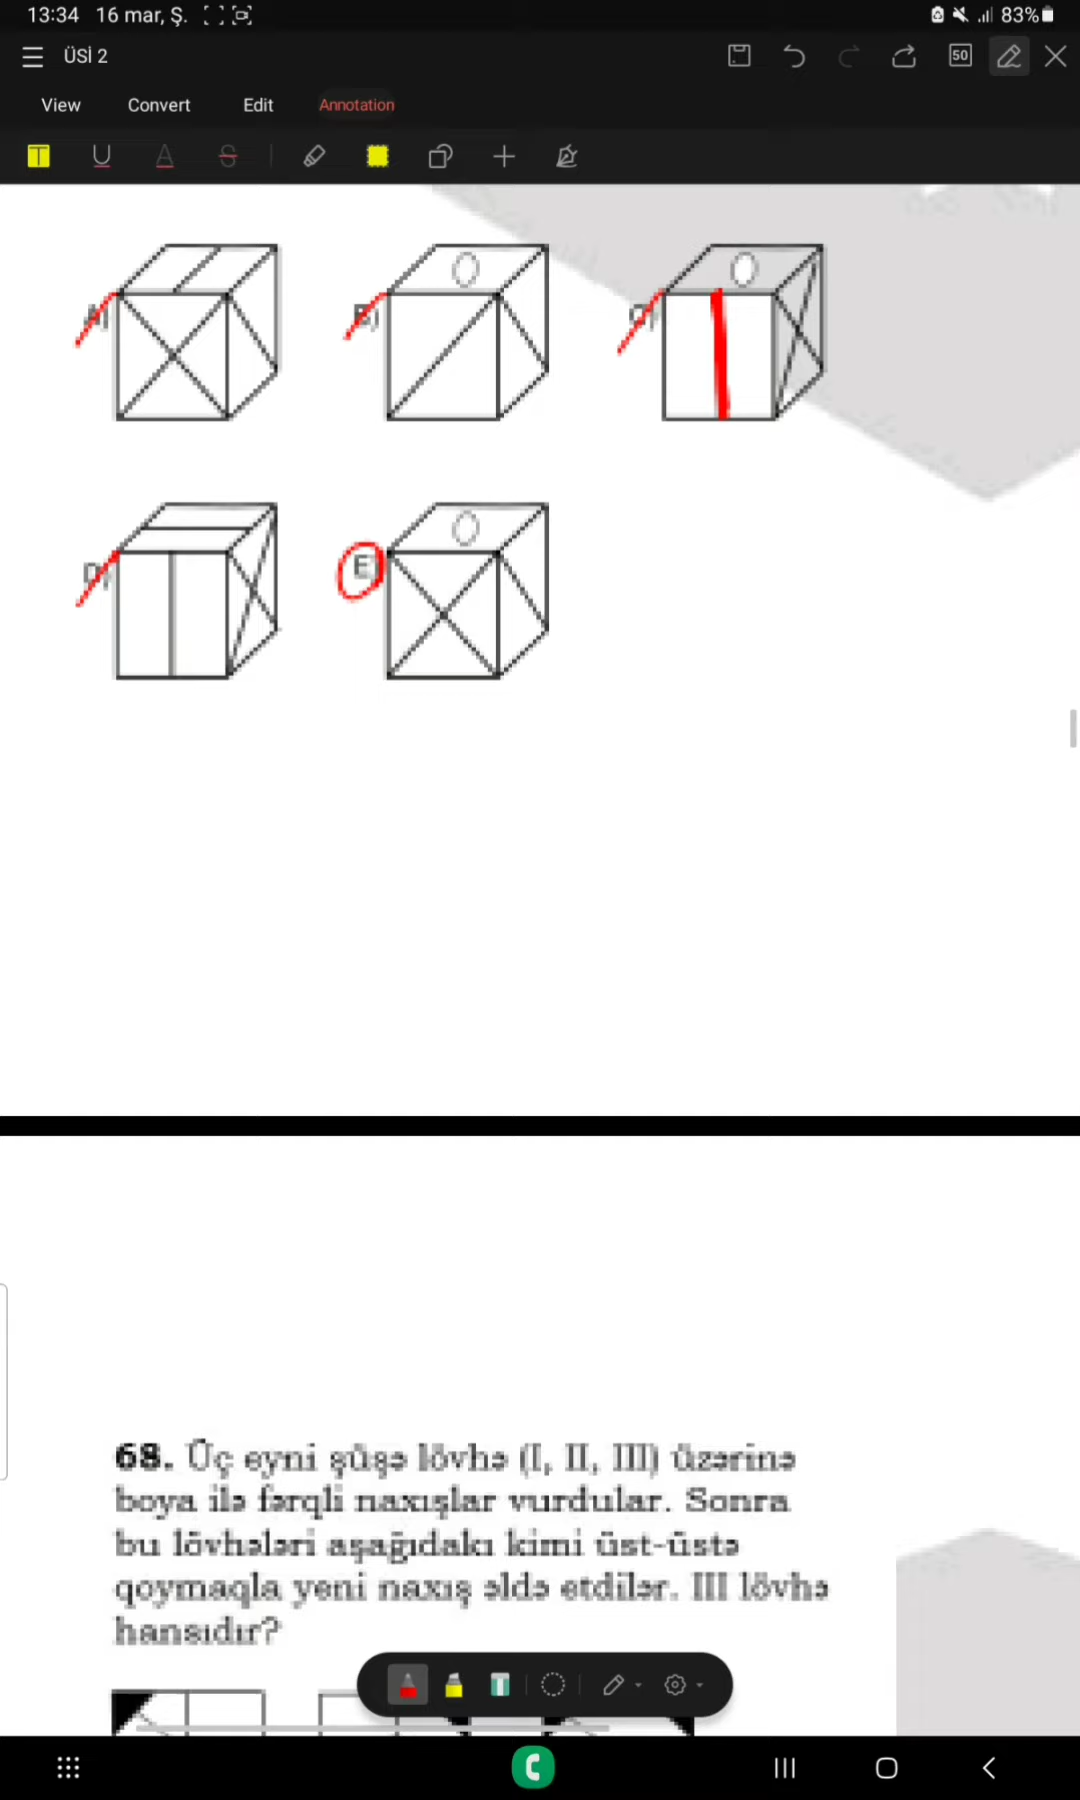 13:34 16 mar, Ş. 83%
ÜSİ 2 50
View Convert Edit Annotation
T U A S
A) B) C)
D) E)
68. Üç eyni şüşə lövhə (I, II, III) üzərinə
boya ilə fərqli naxışlar vurdular. Sonra
bu lövhələri aşağıdakı kimi üst-üstə
qoymaqla yeni naxış əldə etdilər. III lövhə
hansıdır?